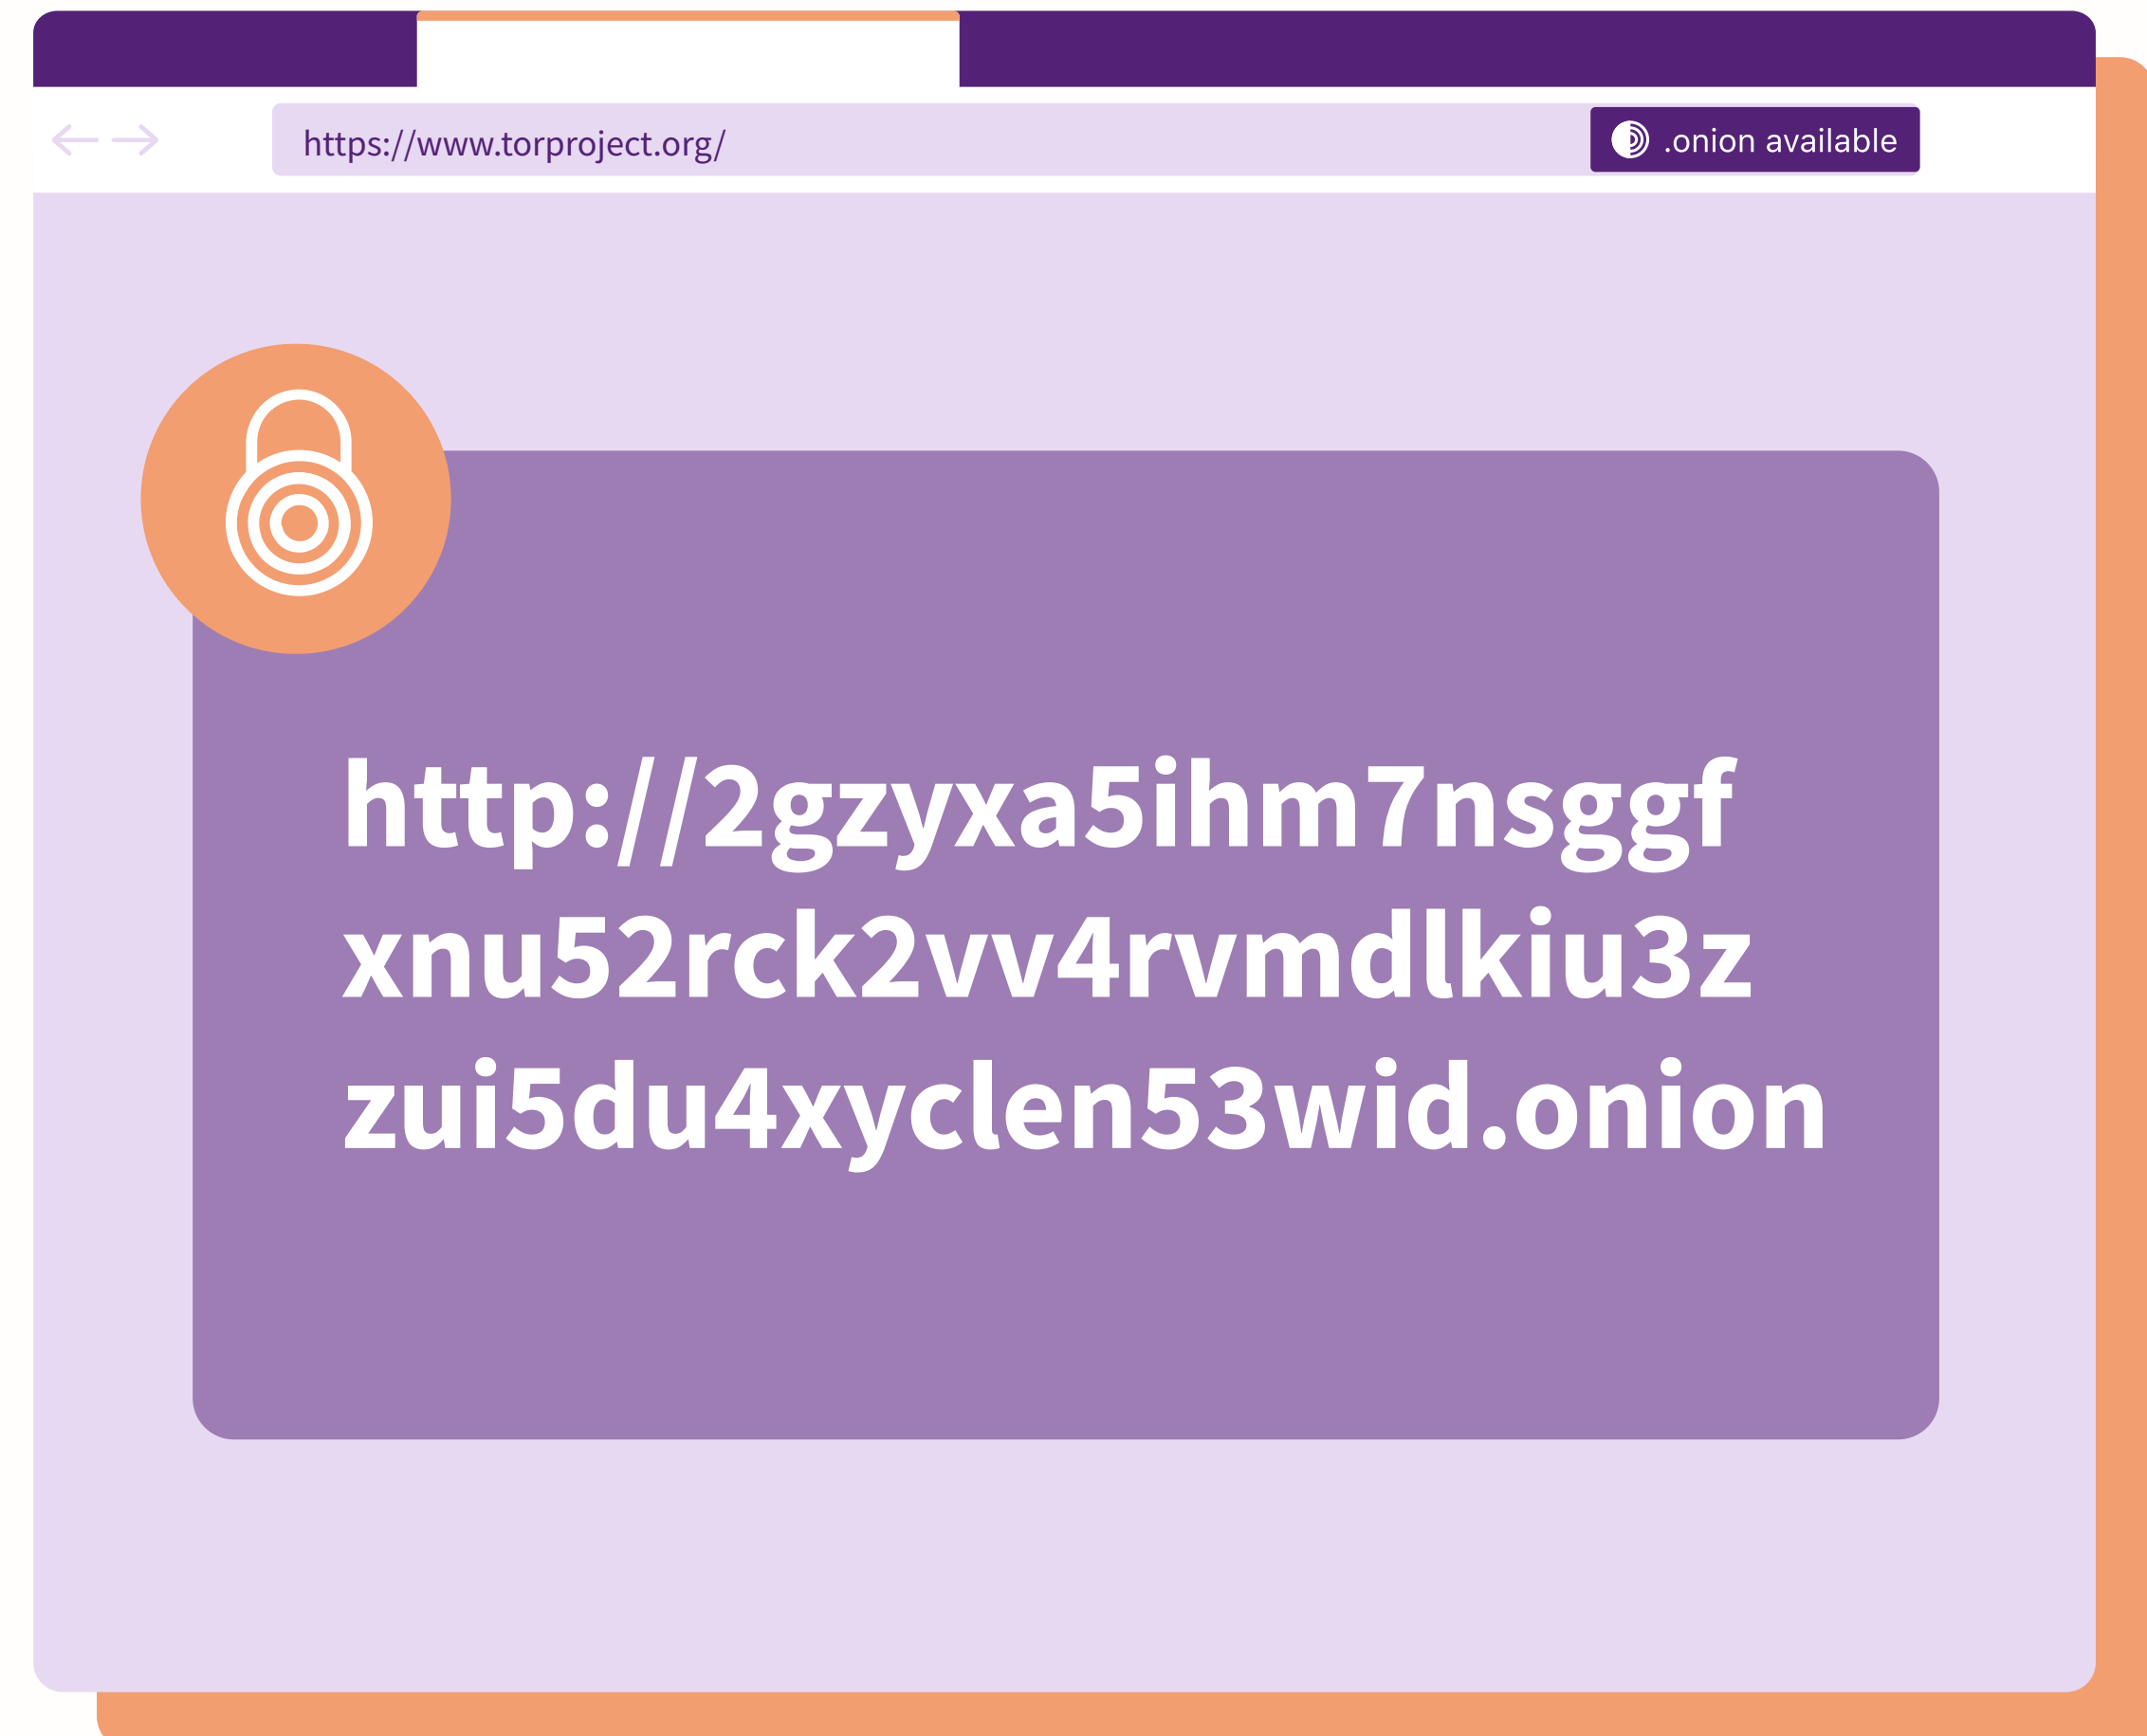 https://www.torproject.org/
.onion available
http://2gzyxa5ihm7nsggf
xnu52rck2vv4rvmdlkiu3z
zui5du4xyclen53wid.onion